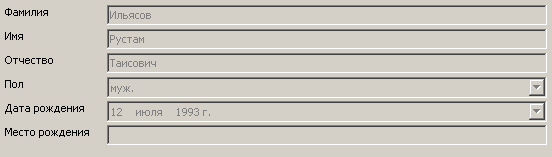 Фамилия Ильясов
Имя Рустам
Отчество Таисович
Пол муж.
Дата рождения 12 июля 1993 г.
Место рождения